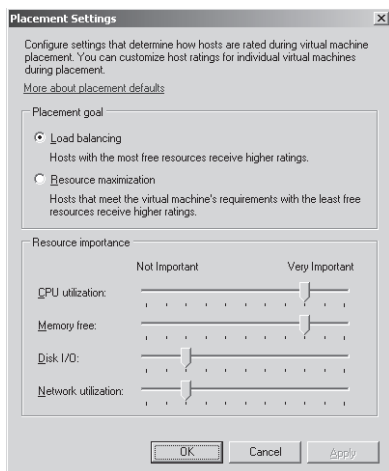 Placement Settings
Configure settings that determine how hosts are rated during virtual machine
placement. You can customize host ratings for individual virtual machines
during placement.
More about placement defaults
Placement goal
Load balancing
Hosts with the most free resources receive higher ratings.
Resource maximization
Hosts that meet the virtual machine's requirements with the least free
resources receive higher ratings.
Resource importance
Not Important Very Important
CPU utilization:
Memory free:
Disk I/O:
Network utilization:
OK Cancel Apply